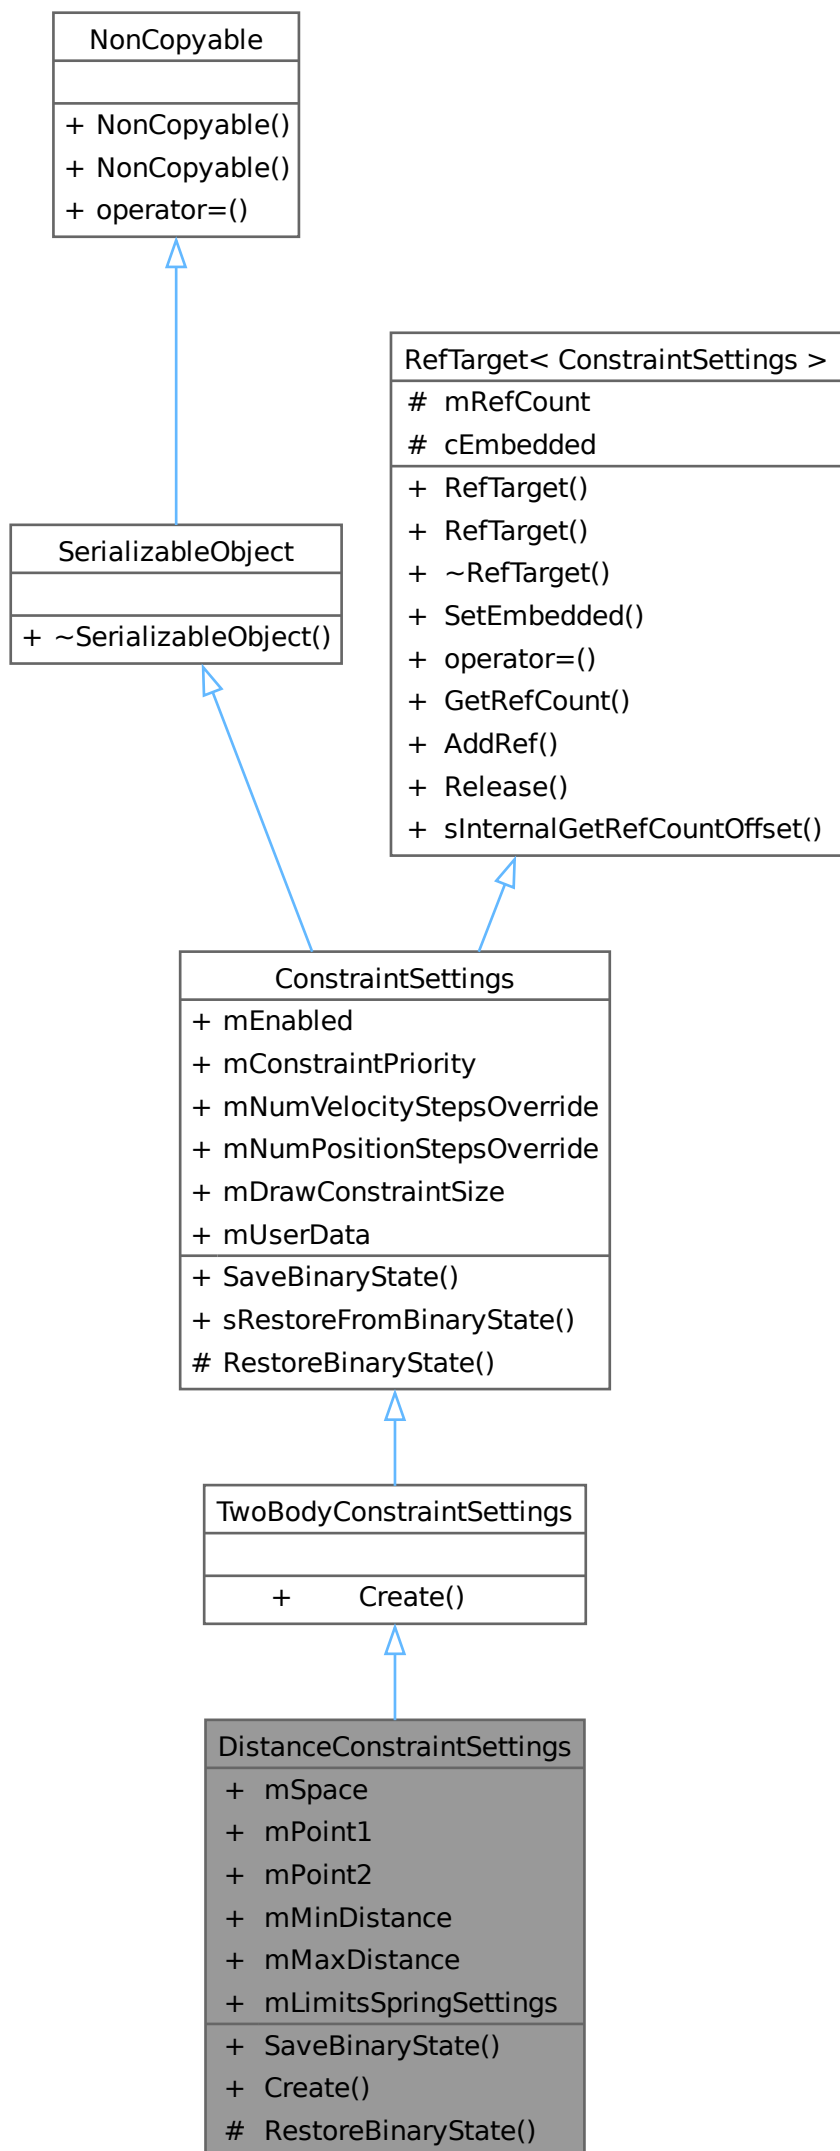 NonCopyable
+ NonCopyable()
+ NonCopyable()
+ operator=()
RefTarget< ConstraintSettings >
# mRefCount
# cEmbedded
+ RefTarget()
+ RefTarget()
+ ~RefTarget()
+ SetEmbedded()
+ operator=()
+ GetRefCount()
+ AddRef()
+ Release()
+ sInternalGetRefCountOffset()
SerializableObject
+ ~SerializableObject()
ConstraintSettings
+ mEnabled
+ mConstraintPriority
+ mNumVelocityStepsOverride
+ mNumPositionStepsOverride
+ mDrawConstraintSize
+ mUserData
+ SaveBinaryState()
+ sRestoreFromBinaryState()
# RestoreBinaryState()
TwoBodyConstraintSettings
+ Create()
DistanceConstraintSettings
+ mSpace
+ mPoint1
+ mPoint2
+ mMinDistance
+ mMaxDistance
+ mLimitsSpringSettings
+ SaveBinaryState()
+ Create()
# RestoreBinaryState()